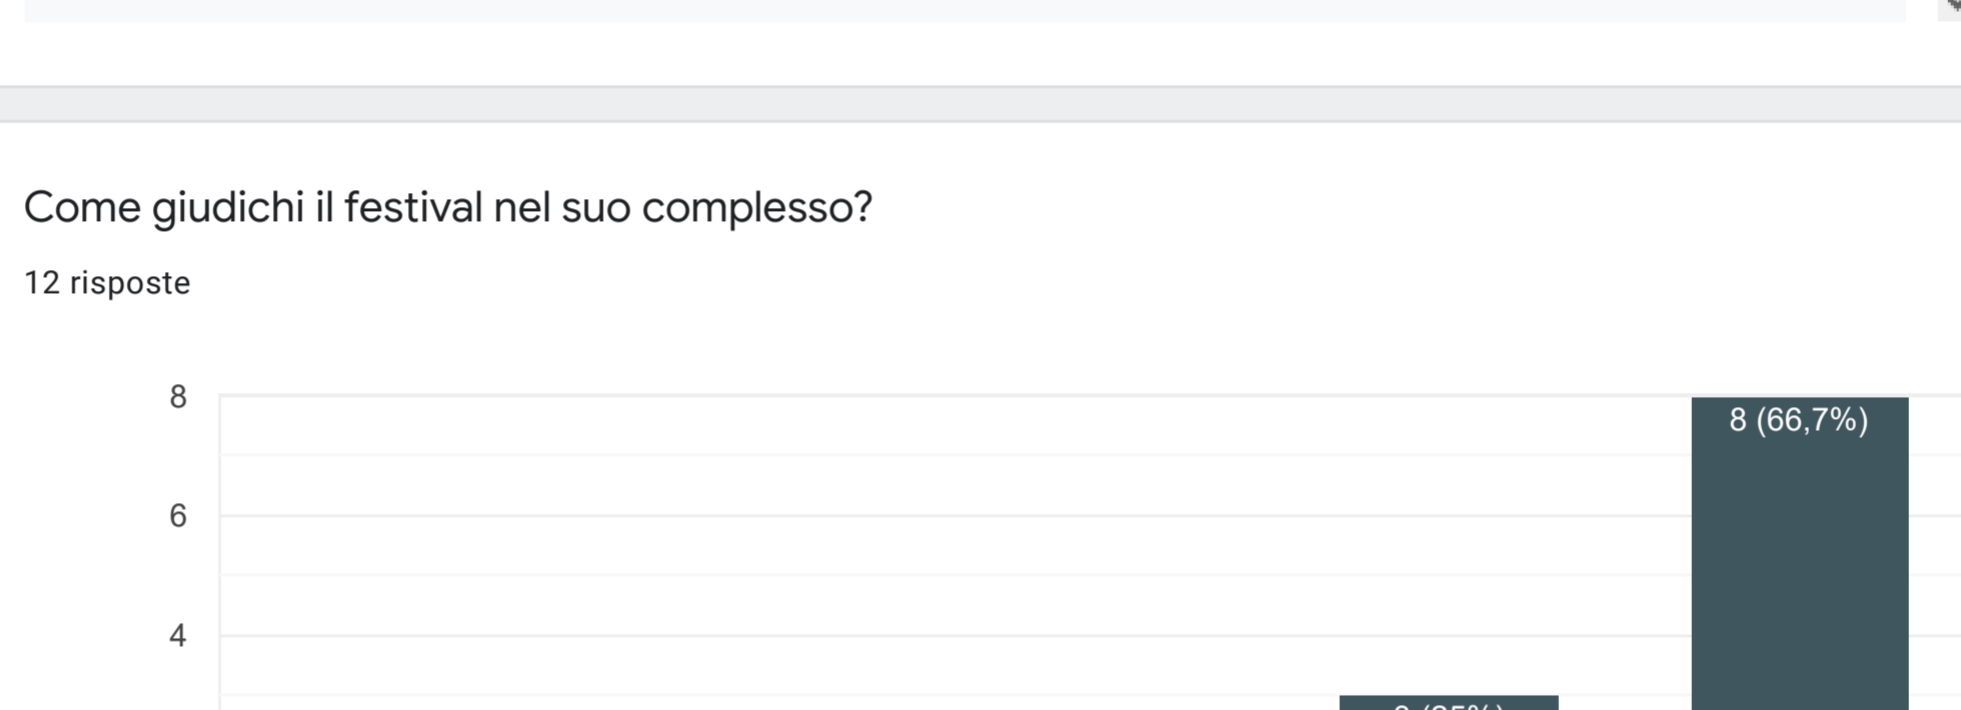 Come giudichi il festival nel suo complesso?
12 risposte
8
8 (66,7%)
6
4